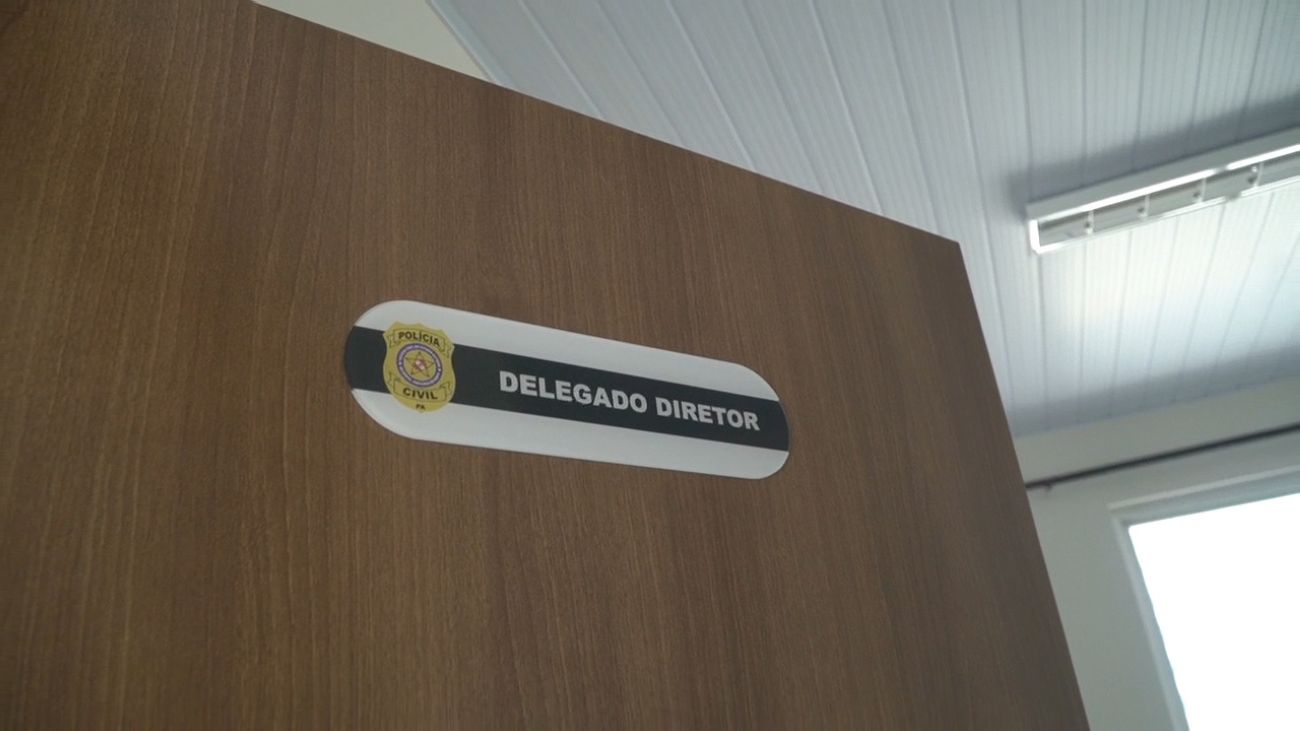 POLÍCIA
CIVIL
PA
DELEGADO DIRETOR